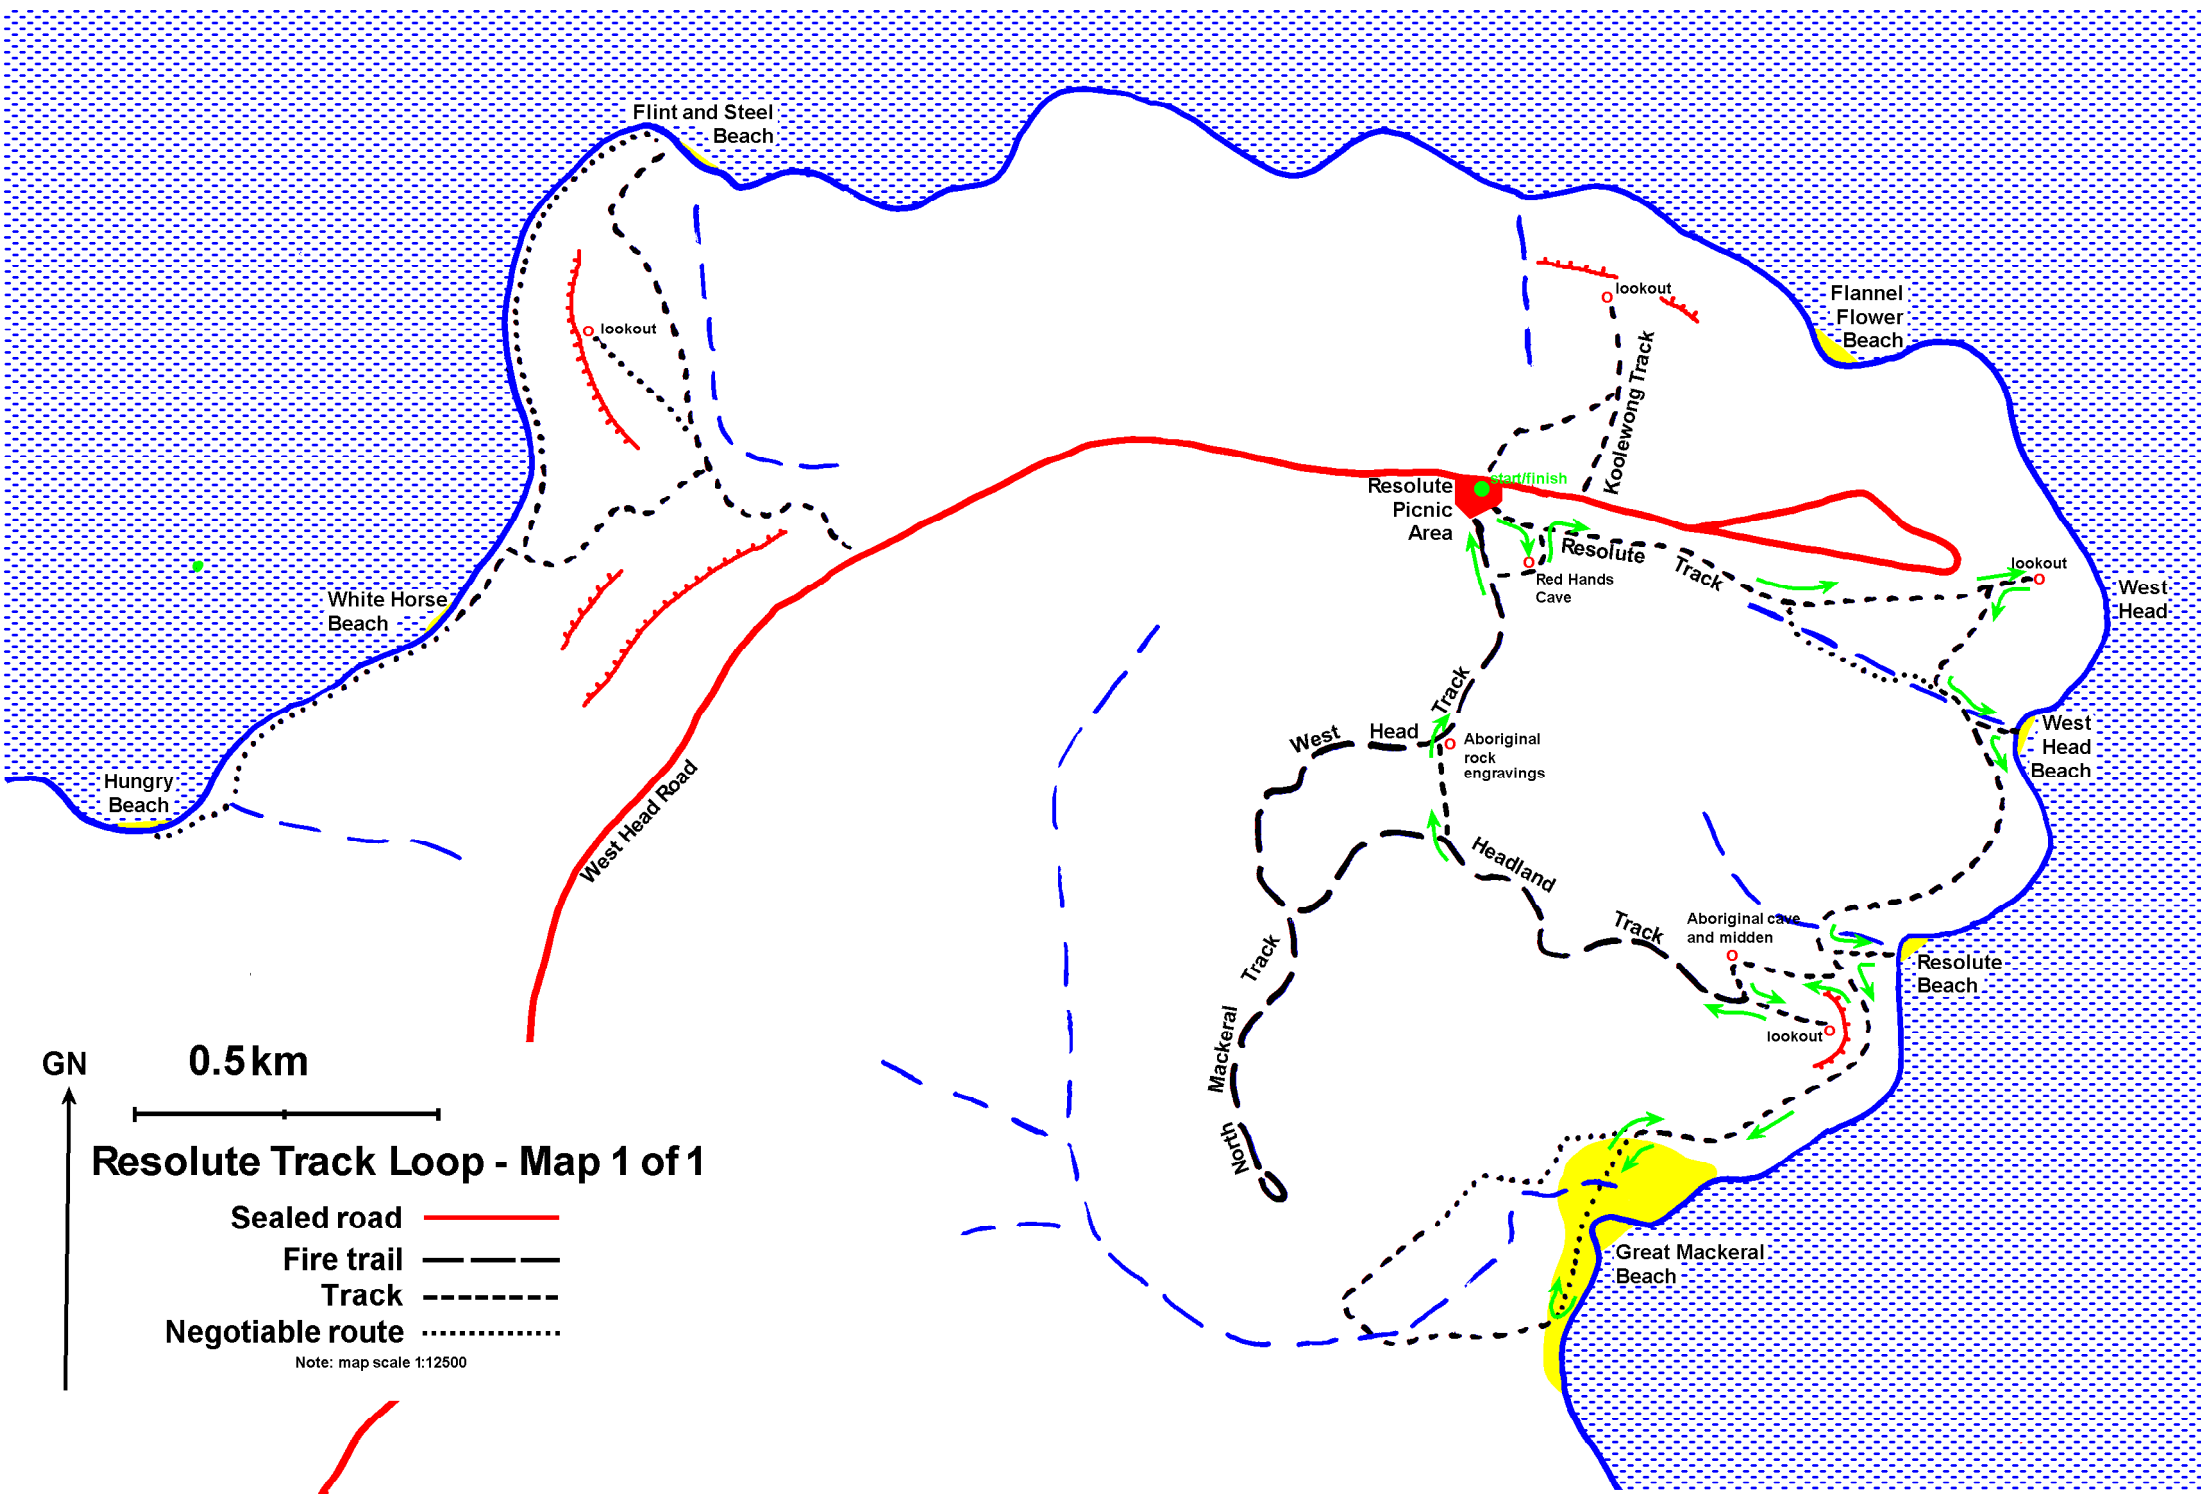 Flint and Steel
Beach
lookout
Flannel
Flower
Beach
lookout
Koolewong Track
start/finish
Resolute
Picnic
Area
Resolute
Track
Red Hands
Cave
lookout
West
Head
White Horse
Beach
Track
West
Head
Aboriginal
rock
engravings
West
Head
Beach
Hungry
Beach
West Head Road
Headland
Track
Aboriginal cave
and midden
Resolute
Beach
lookout
Track
Mackeral
North
Great Mackeral
Beach
GN
0.5 km
Resolute Track Loop - Map 1 of 1
Sealed road
Fire trail
Track
Negotiable route
Note: map scale 1:12500